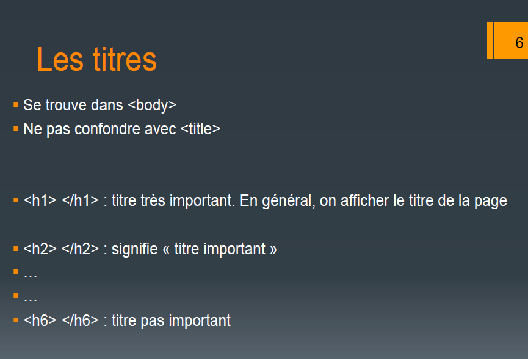 6
Les titres
Se trouve dans <body>
Ne pas confondre avec <title>
<h1> </h1> : titre très important. En général, on afficher le titre de la page
<h2> </h2> : signifie « titre important »
…
…
<h6> </h6> : titre pas important